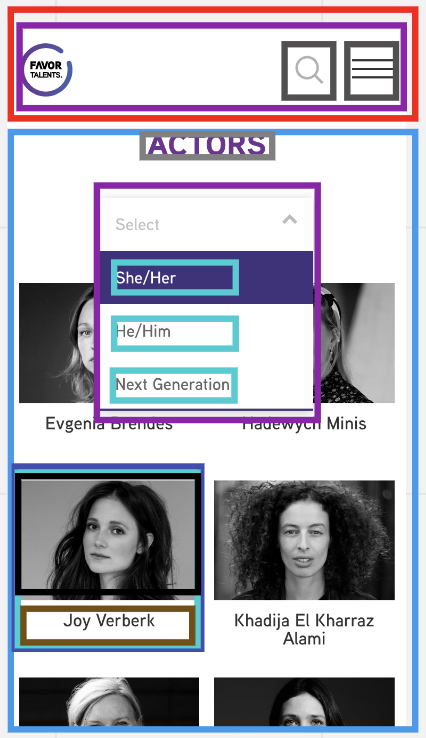 FAVOR
TALENTS.
ACTORS
Select
She/Her
He/Him
Next Generation
Evgenia Brendes
Hadewych Minis
Joy Verberk
Khadija El Kharraz
Alami